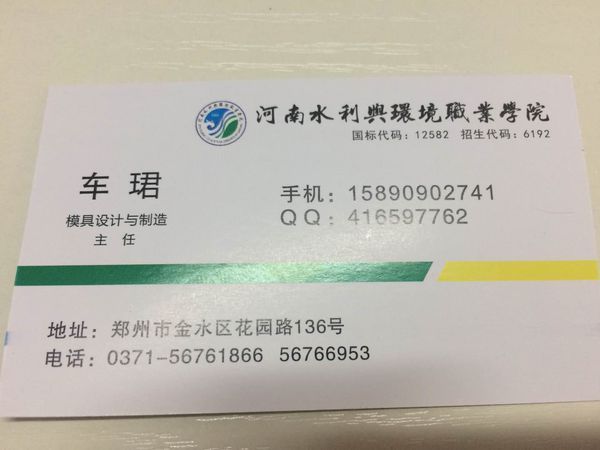 河南水利與環境職業學院
国标代码：12582 招生代码：6192
车 珺
模具设计与制造
主 任
手机：15890902741
QQ：416597762
地址：郑州市金水区花园路136号
电话：0371-56761866 56766953